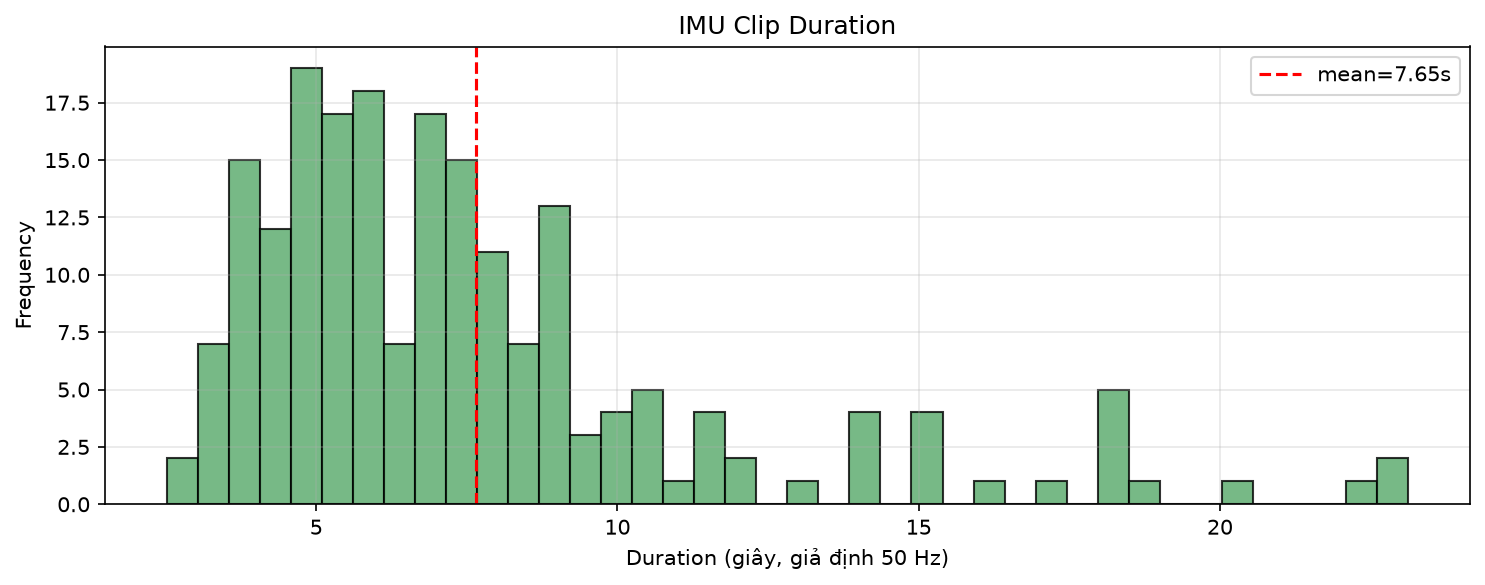 IMU Clip Duration
mean=7.65s
Frequency
17.5
15.0
12.5
10.0
7.5
5.0
2.5
0.0
5 10 15 20
Duration (giây, giả định 50 Hz)